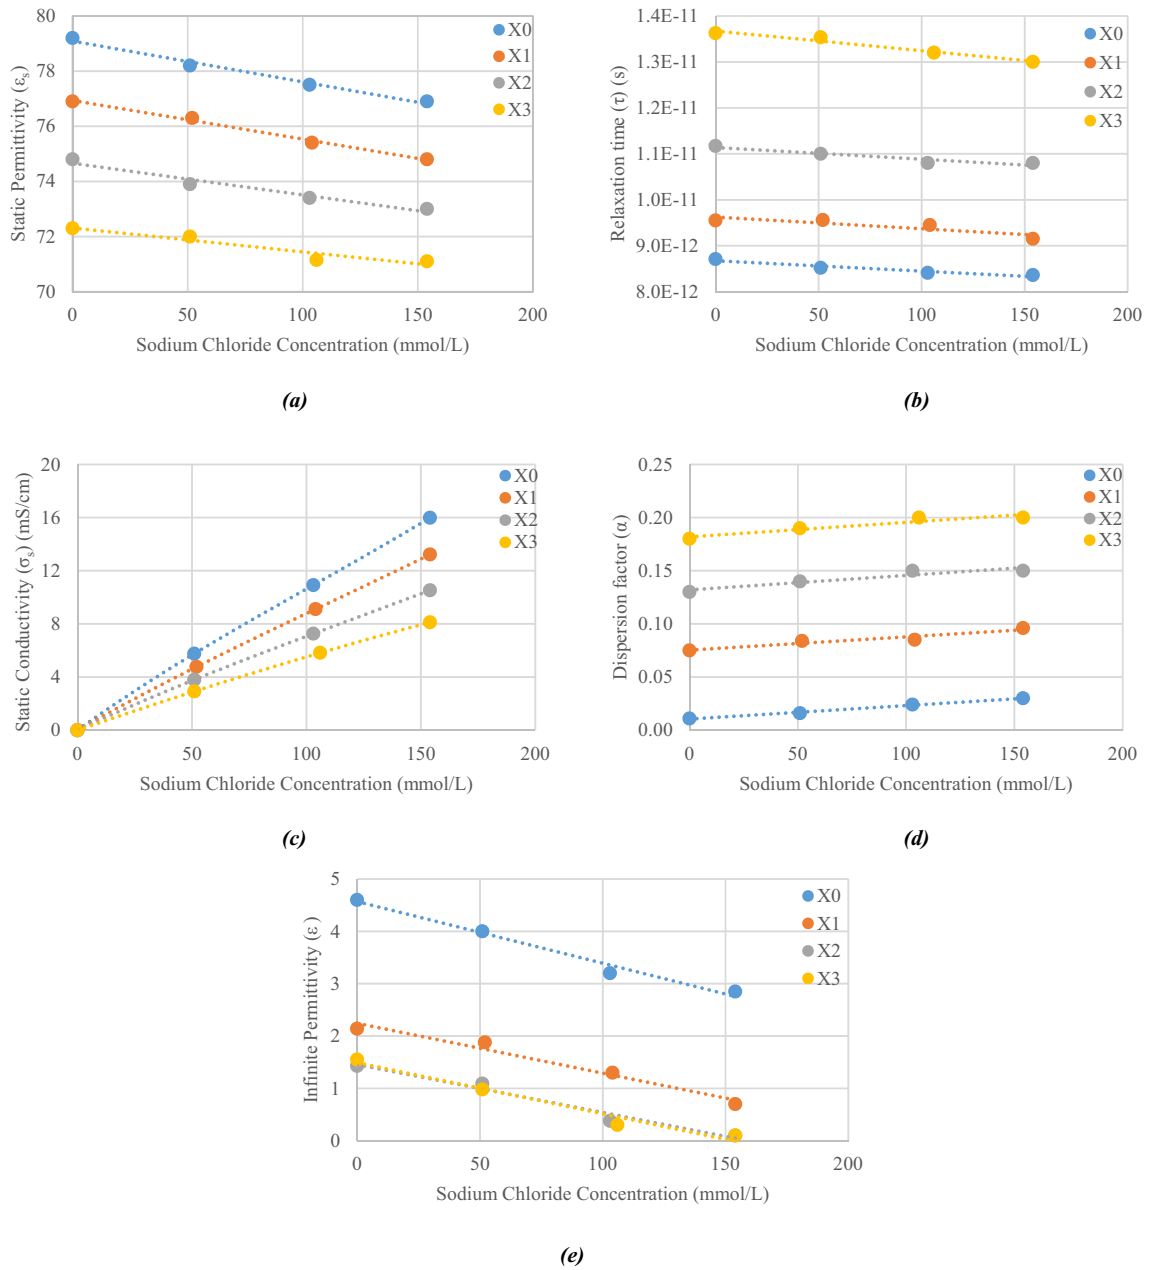 80
78
76
74
72
70
0
50
100
150
200
Static Permittivity (εs)
Sodium Chloride Concentration (mmol/L)
X0
X1
X2
X3
(a)
1.4E-11
1.3E-11
1.2E-11
1.1E-11
1.0E-11
9.0E-12
8.0E-12
0
50
100
150
200
Relaxation time (τ) (s)
Sodium Chloride Concentration (mmol/L)
X0
X1
X2
X3
(b)
20
16
12
8
4
0
0
50
100
150
200
Static Conductivity (σs) (mS/cm)
Sodium Chloride Concentration (mmol/L)
X0
X1
X2
X3
(c)
0.25
0.20
0.15
0.10
0.05
0.00
0
50
100
150
200
Dispersion factor (α)
Sodium Chloride Concentration (mmol/L)
X0
X1
X2
X3
(d)
5
4
3
2
1
0
0
50
100
150
200
Infinite Permittivity (ε
Sodium Chloride Concentration (mmol/L)
X0
X1
X2
X3
(e)